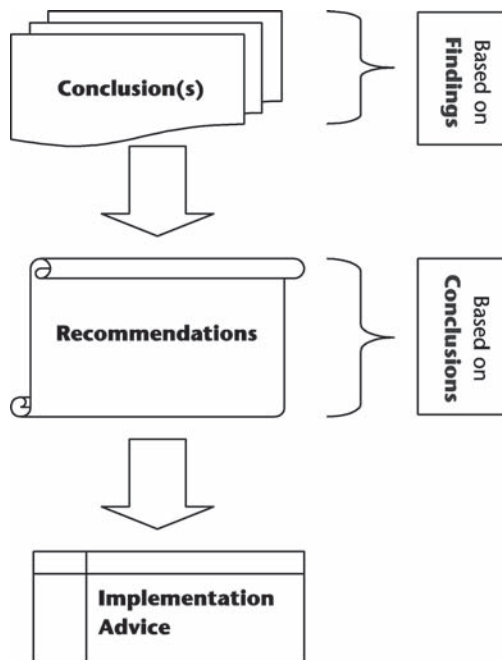 Conclusion(s)
Based on
Findings
Recommendations
Based on
Conclusions
Implementation
Advice